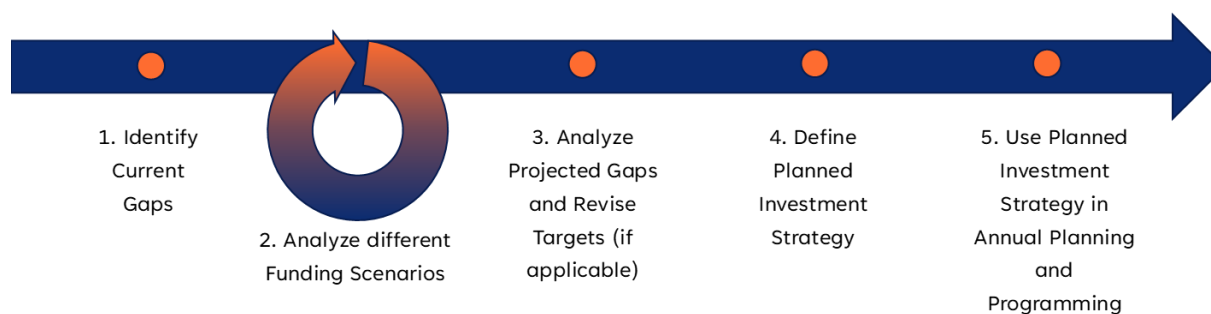 1. Identify
Current
Gaps
2. Analyze different
Funding Scenarios
3. Analyze
Projected Gaps
and Revise
Targets (if
applicable)
4. Define
Planned
Investment
Strategy
5. Use Planned
Investment
Strategy in
Annual Planning
and
Programming